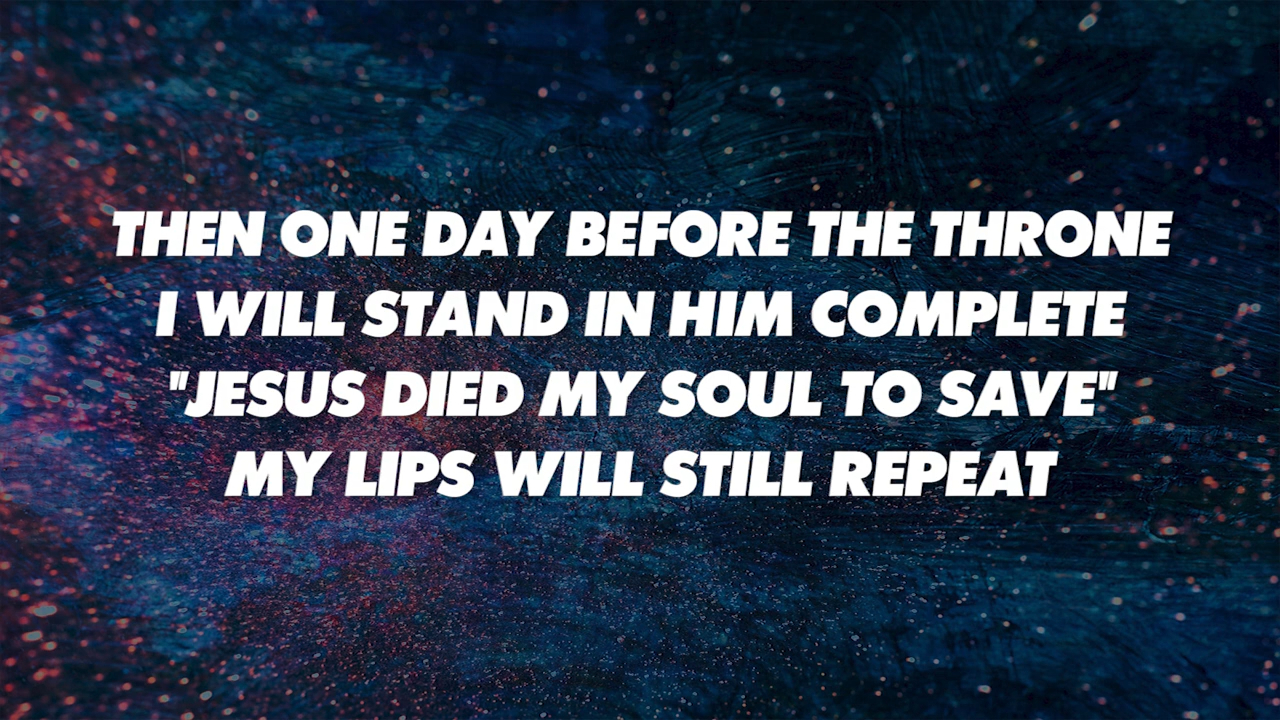 THEN ONE DAY BEFORE THE THRONE
I WILL STAND IN HIM COMPLETE
"JESUS DIED MY SOUL TO SAVE"
MY LIPS WILL STILL REPEAT